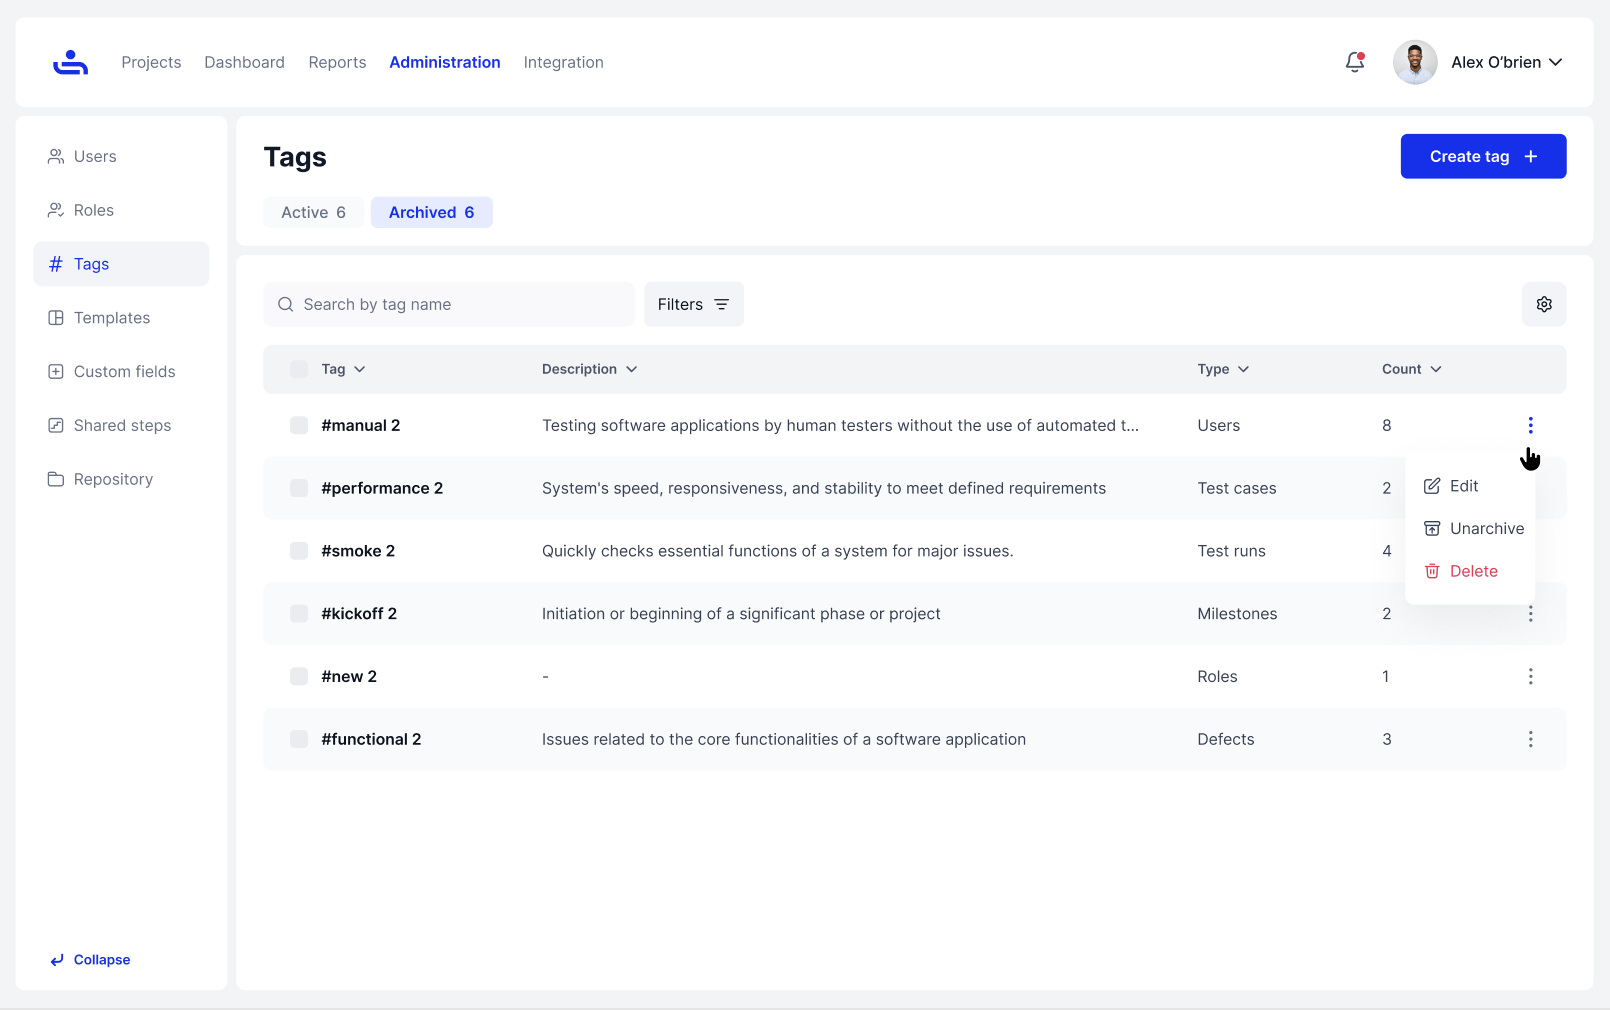 Projects Dashboard Reports Administration Integration Alex O’brien
Users
Roles
Tags
Templates
Custom fields
Shared steps
Repository
Collapse
Tags
Create tag
Active 6 Archived 6
Search by tag name Filters
Tag Description Type Count
#manual 2 Testing software applications by human testers without the use of automated t... Users 8
#performance 2 System's speed, responsiveness, and stability to meet defined requirements Test cases 2
#smoke 2 Quickly checks essential functions of a system for major issues. Test runs 4
#kickoff 2 Initiation or beginning of a significant phase or project Milestones 2
#new 2 - Roles 1
#functional 2 Issues related to the core functionalities of a software application Defects 3
Edit
Unarchive
Delete